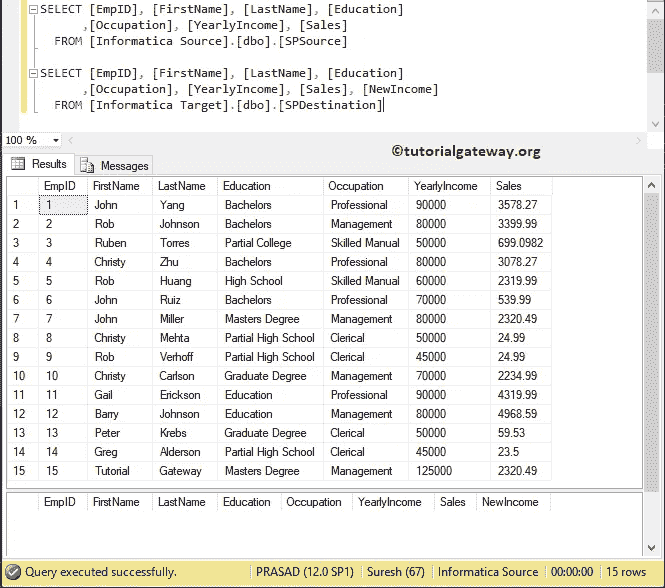 SELECT [EmpID], [FirstName], [LastName], [Education]
,[Occupation], [YearlyIncome], [Sales]
FROM [Informatica Source].[dbo].[SPSource]
SELECT [EmpID], [FirstName], [LastName], [Education]
,[Occupation], [YearlyIncome], [Sales], [NewIncome]
FROM [Informatica Target].[dbo].[SPDestination]
100 %
©tutorialgateway.org
Results Messages
EmpID FirstName LastName Education Occupation YearlyIncome Sales
1 1 John Yang Bachelors Professional 90000 3578.27
2 2 Rob Johnson Bachelors Management 80000 3399.99
3 3 Ruben Torres Partial College Skilled Manual 50000 699.0982
4 4 Christy Zhu Bachelors Professional 80000 3078.27
5 5 Rob Huang High School Skilled Manual 60000 2319.99
6 6 John Ruiz Bachelors Professional 70000 539.99
7 7 John Miller Masters Degree Management 80000 2320.49
8 8 Christy Mehta Partial High School Clerical 50000 24.99
9 9 Rob Verhoff Partial High School Clerical 45000 24.99
10 10 Christy Carlson Graduate Degree Management 70000 2234.99
11 11 Gail Erickson Education Professional 90000 4319.99
12 12 Barry Johnson Education Management 80000 4968.59
13 13 Peter Krebs Graduate Degree Clerical 50000 59.53
14 14 Greg Alderson Partial High School Clerical 45000 23.5
15 15 Tutorial Gateway Masters Degree Management 125000 2320.49
EmpID FirstName LastName Education Occupation YearlyIncome Sales NewIncome
Query executed successfully. PRASAD (12.0 SP1) Suresh (67) Informatica Source 00:00:00 15 rows